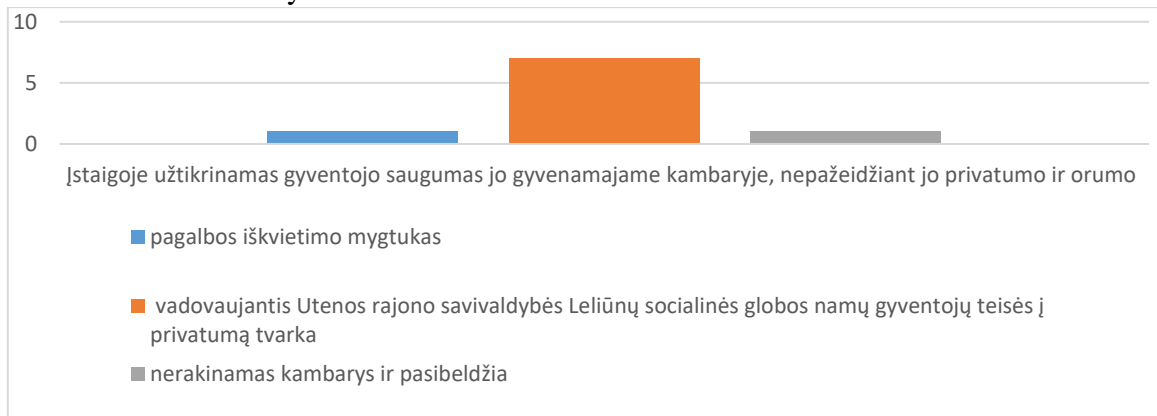 10
5
0
Įstaigoje užtikrinamas gyventojo saugumas jo gyvenamajame kambaryje, nepažeidžiant jo privatumo ir orumo
pagalbos iškvietimo mygtukas
vadovaujantis Utenos rajono savivaldybės Leliūnų socialinės globos namų gyventojų teisės į
privatumą tvarka
nerakinamas kambarys ir pasibeldžia